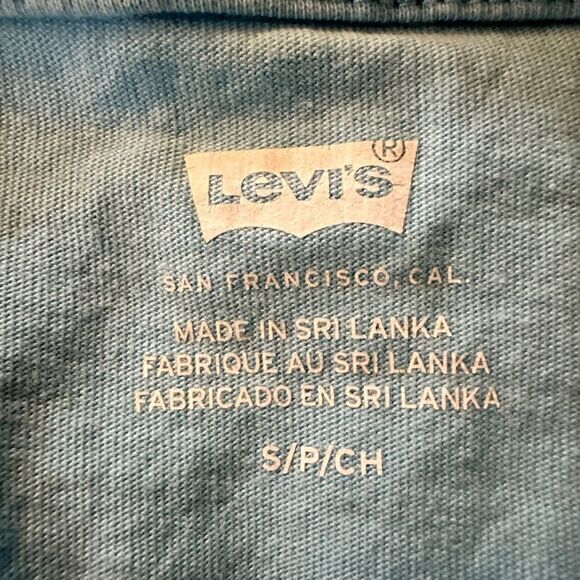 Levi's®
SAN FRANCISCO, CAL.
MADE IN SRI LANKA
FABRIQUE AU SRI LANKA
FABRICADO EN SRI LANKA
S/P/CH